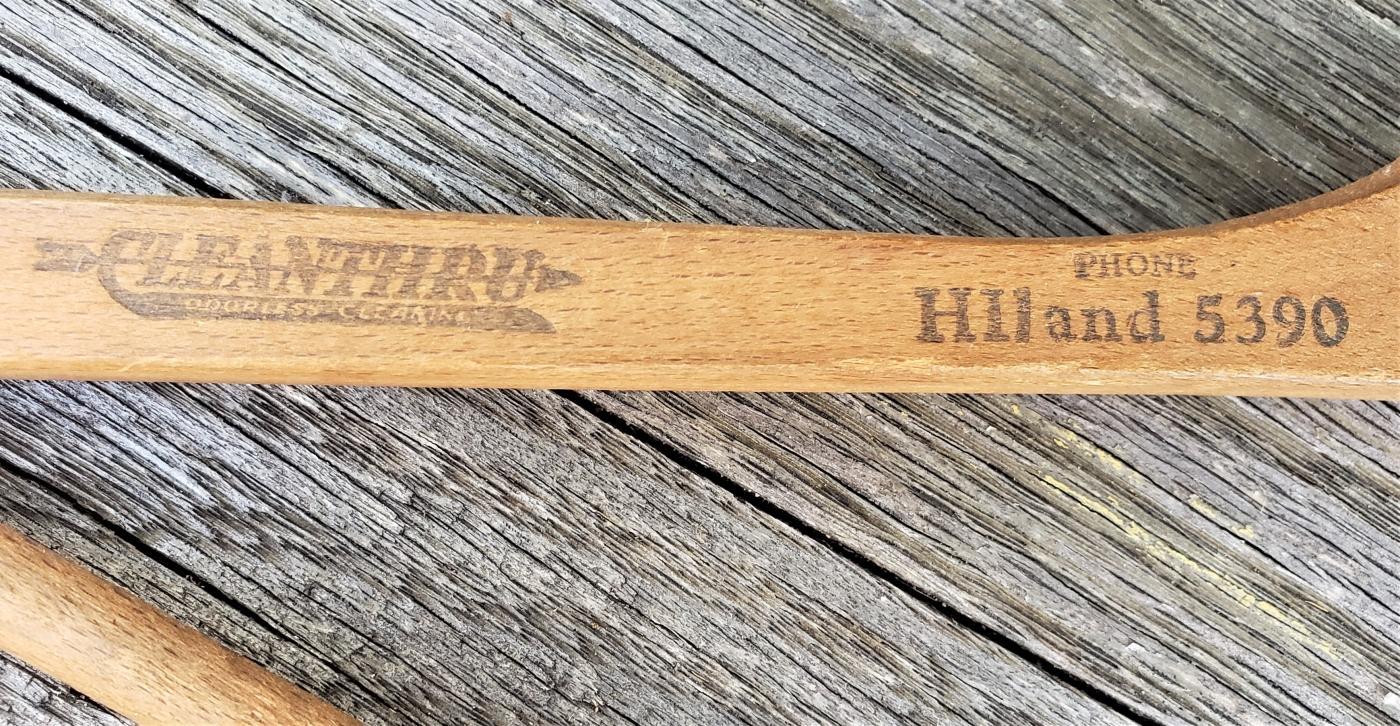 CLEANTHRU
ODORLESS CLEANING
PHONE
HIland 5390